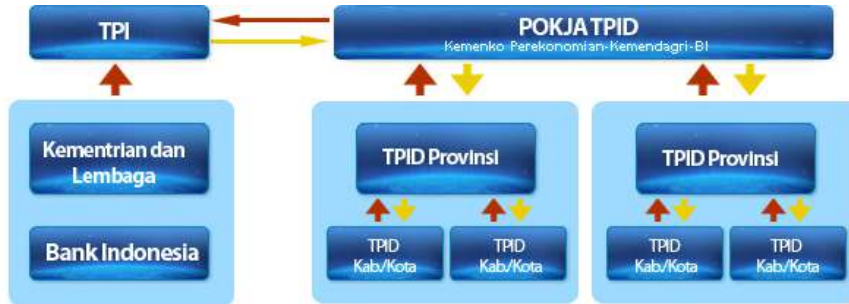 TPI
POKJA TPID
Kemenko Perekonomian-Kemendagri-BI
Kementrian dan
Lembaga
Bank Indonesia
TPID Provinsi
TPID
Kab./Kota
TPID
Kab./Kota
TPID Provinsi
TPID
Kab./Kota
TPID
Kab./Kota